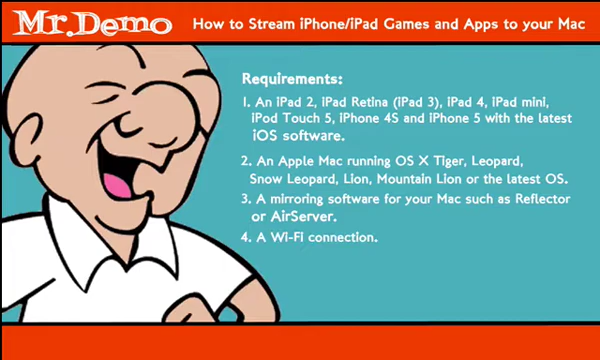 Mr.Demo How to Stream iPhone/iPad Games and Apps to your Mac
Requirements:
1. An iPad 2, iPad Retina (iPad 3), iPad 4, iPad mini,
iPod Touch 5, iPhone 4S and iPhone 5 with the latest
iOS software.
2. An Apple Mac running OS X Tiger, Leopard,
Snow Leopard, Lion, Mountain Lion or the latest OS.
3. A mirroring software for your Mac such as Reflector
or AirServer.
4. A Wi-Fi connection.